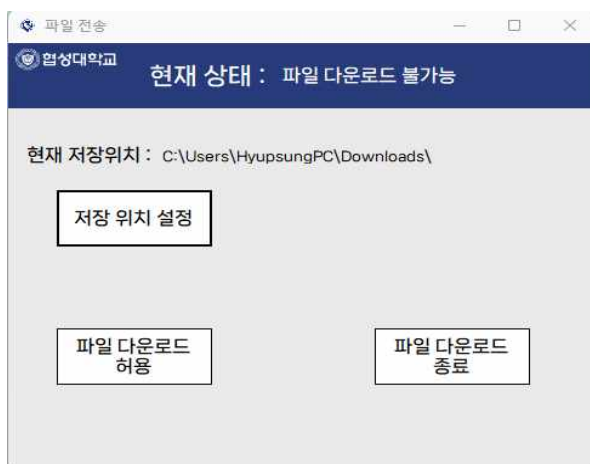 파일 전송
협성대학교
현재 상태 : 파일 다운로드 불가능
현재 저장위치 : C:\Users\HyupsungPC\Downloads\
저장 위치 설정
파일 다운로드
허용
파일 다운로드
종료